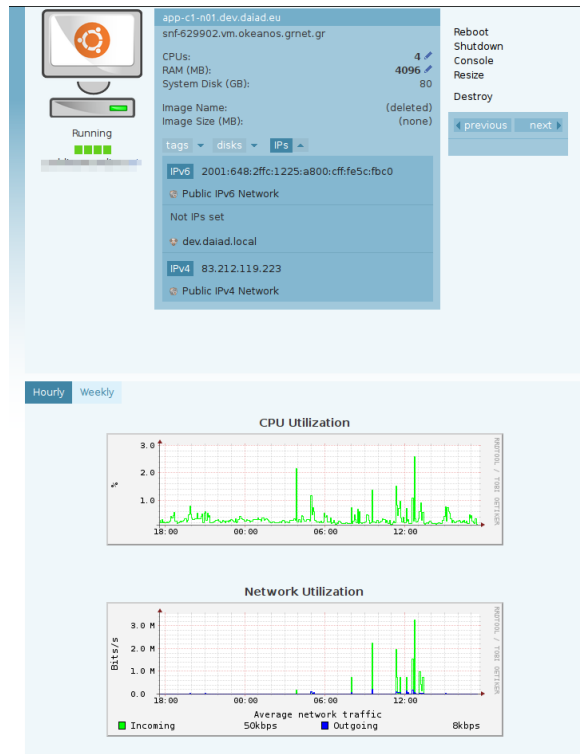 app-c1-n01.dev.daiad.eu
snf-629902.vm.okeanos.grnet.gr
CPUs: 4
RAM (MB): 4096
System Disk (GB): 80
Image Name: (deleted)
Image Size (MB): (none)
tags disks IPs
IPv6 2001:648:2ffc:1225:a800:cff:fe5c:fbc0
Public IPv6 Network
Not IPs set
dev.daiad.local
IPv4 83.212.119.223
Public IPv4 Network
Running
Reboot
Shutdown
Console
Resize
Destroy
previous next
Hourly Weekly
CPU Utilization
3.0
2.0
1.0
%
18:00 00:00 06:00 12:00
RRDTOOL / TOBI OETIKER
Network Utilization
3.0 M
2.0 M
1.0 M
0.0
Bits/s
18:00 00:00 06:00 12:00
RRDTOOL / TOBI OETIKER
Average network traffic
Incoming 50kbps Outgoing 8kbps